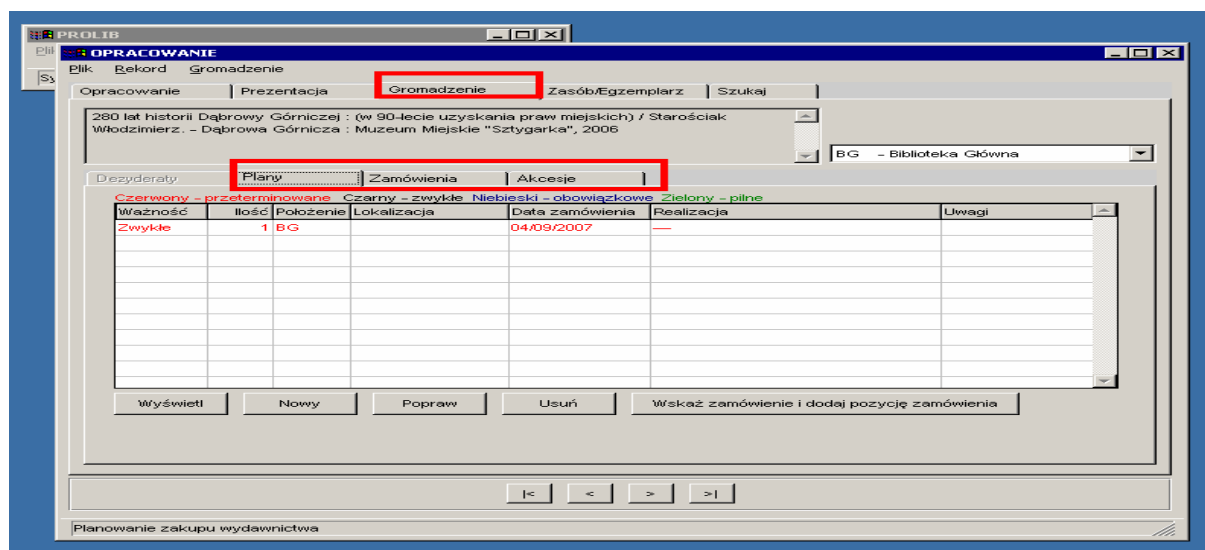 PROLIB
Plik
OPRACOWANIE
Plik Rekord Gromadzenie
Sy
Opracowanie Prezentacja Gromadzenie Zasób/Egzemplarz Szukaj
280 lat historii Dąbrowy Górniczej : (w 90-lecie uzyskania praw miejskich) / Starościak
Włodzimierz. – Dąbrowa Górnicza : Muzeum Miejskie "Sztygarka", 2006
BG – Biblioteka Główna
Dezyderaty Plany Zamówienia Akcesje
Czerwony – przeterminowane Czarny – zwykłe Niebieski – obowiązkowe Zielony – pilne
Ważność Ilość Położenie Lokalizacja Data zamówienia Realizacja Uwagi
Zwykłe 1 BG 04/09/2007 —
Wyświetl Nowy Popraw Usuń Wskaż zamówienie i dodaj pozycję zamówienia
|< < > >|
Planowanie zakupu wydawnictwa